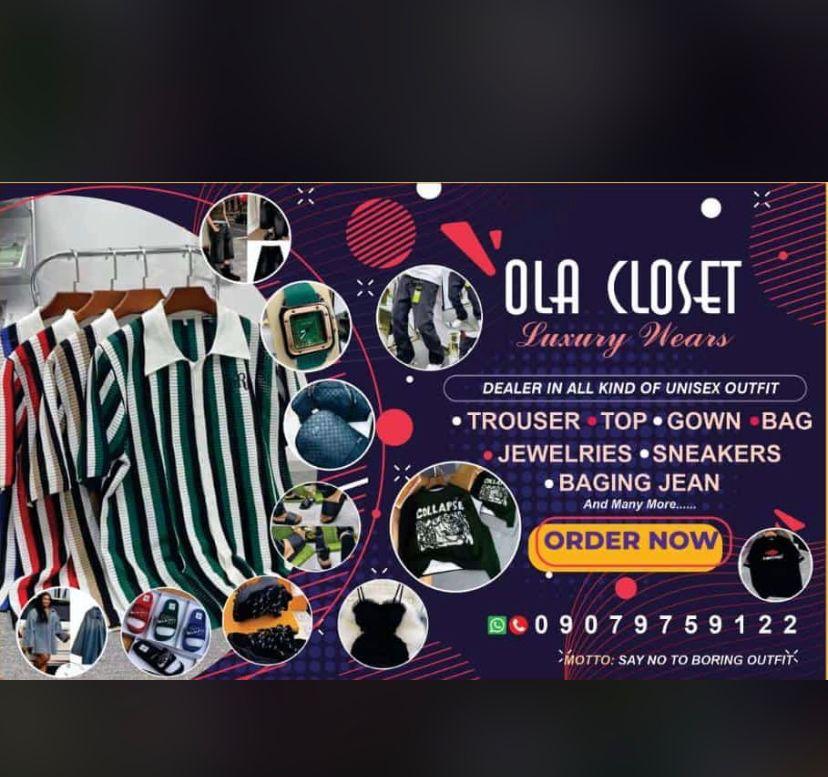 OLA CLOSET
Luxury Wears
DEALER IN ALL KIND OF UNISEX OUTFIT
•TROUSER •TOP •GOWN •BAG
•JEWELRIES •SNEAKERS
•BAGING JEAN
And Many More......
COLLAPSE
ORDER NOW
09079759122
MOTTO: SAY NO TO BORING OUTFIT